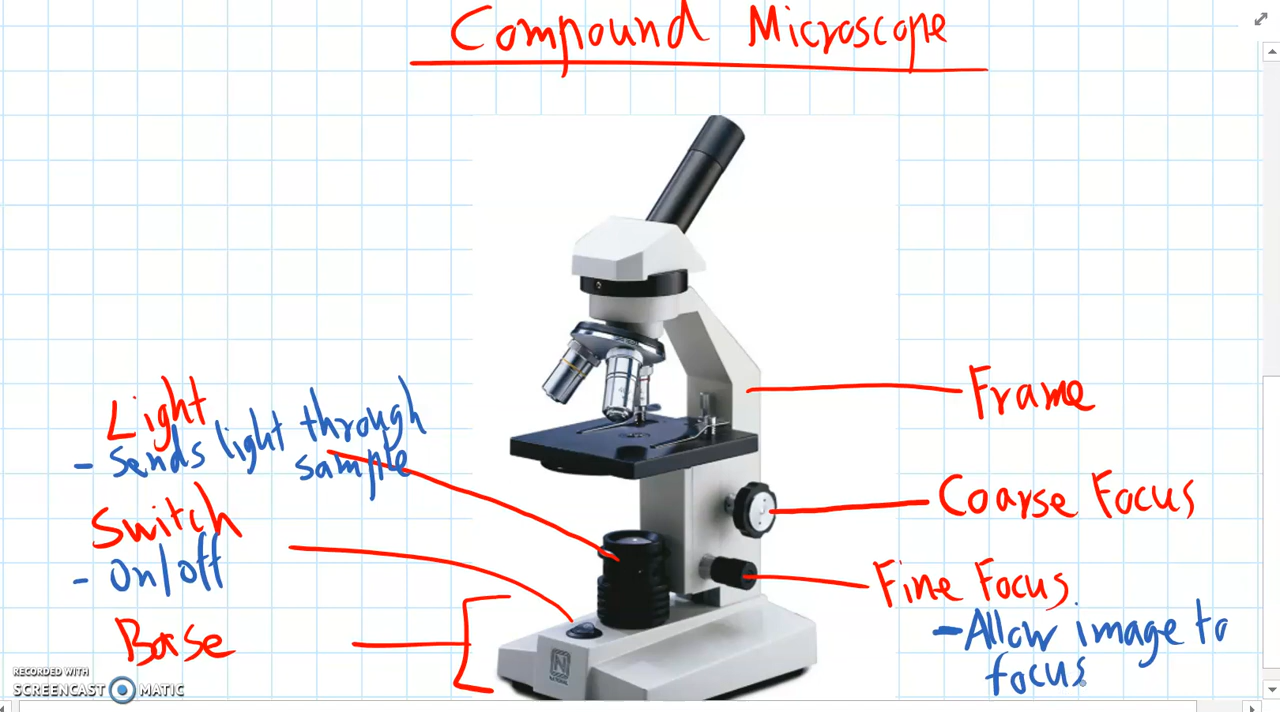 Compound Microscope
Light
- Sends light through
sample
Switch
- On/off
Base
Frame
Coarse Focus
Fine Focus
- Allow image to
focus
N
RECORDED WITH
SCREENCAST MATIC